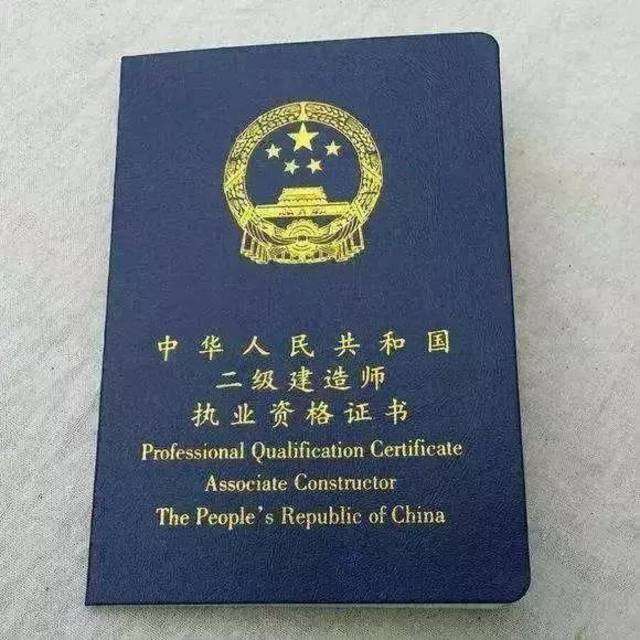 中华人民共和国
二级建造师
执业资格证书
Professional Qualification Certificate
Associate Constructor
The People's Republic of China